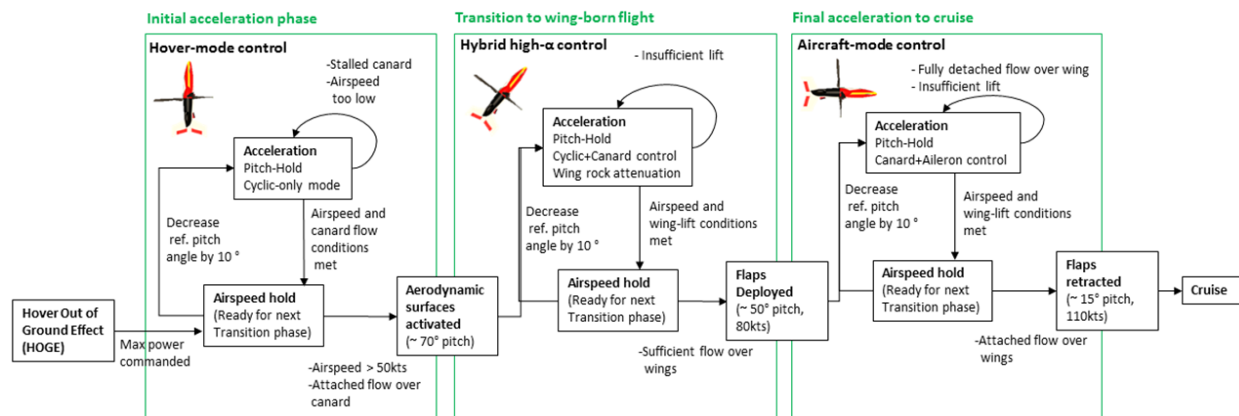 Initial acceleration phase
Hover-mode control
-Stalled canard
-Airspeed
too low
Acceleration
Pitch-Hold
Cyclic-only mode
Decrease
ref. pitch
angle by 10 °
Airspeed and
canard flow
conditions
met
Hover Out of
Ground Effect
(HOGE)
Max power
commanded
Airspeed hold
(Ready for next
Transition phase)
-Airspeed > 50kts
-Attached flow over
canard
Aerodynamic
surfaces
activated
(~ 70° pitch)
Transition to wing-born flight
Hybrid high-α control
- Insufficient lift
Acceleration
Pitch-Hold
Cyclic+Canard control
Wing rock attenuation
Decrease
ref. pitch
angle by 10 °
Airspeed and
wing-lift conditions
met
Airspeed hold
(Ready for next
Transition phase)
-Sufficient flow over
wings
Flaps
Deployed
(~ 50° pitch,
80kts)
Final acceleration to cruise
Aircraft-mode control
- Fully detached flow over wing
- Insufficient lift
Acceleration
Pitch-Hold
Canard+Aileron control
Decrease
ref. pitch
angle by 10 °
Airspeed and
wing-lift conditions
met
Airspeed hold
(Ready for next
Transition phase)
-Attached flow over
wings
Flaps
retracted
(~ 15° pitch,
110kts)
Cruise